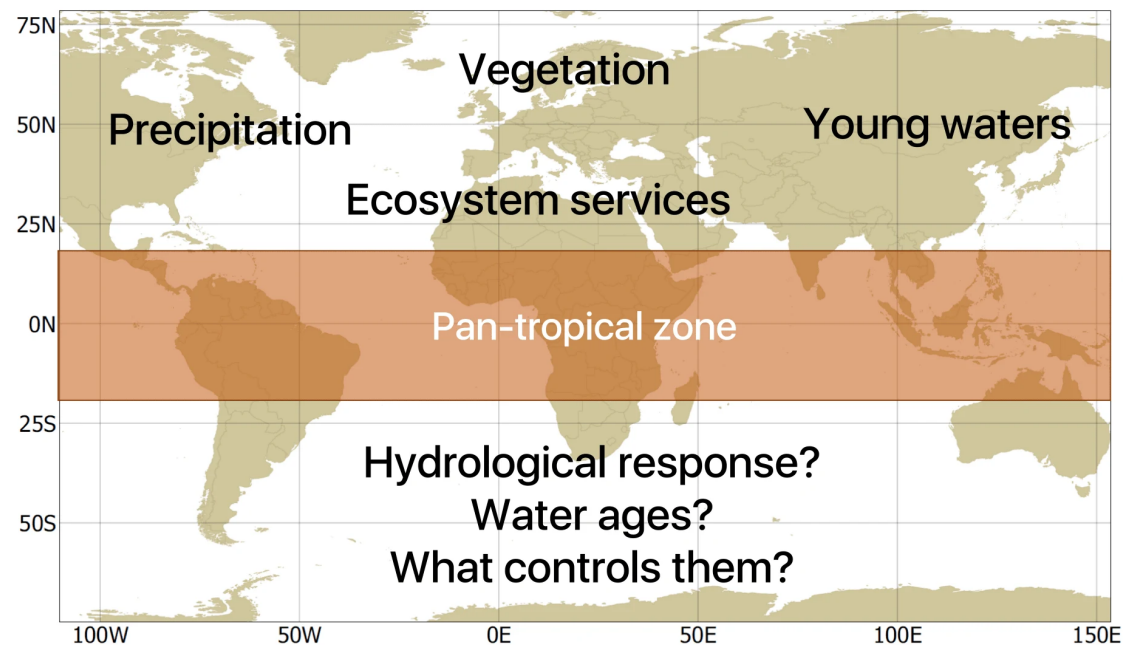 75N
Vegetation
Precipitation
50N
Young waters
Ecosystem services
25N
Pan-tropical zone
0N
25S
Hydrological response?
Water ages?
50S
What controls them?
100W 50W 0E 50E 100E 150E